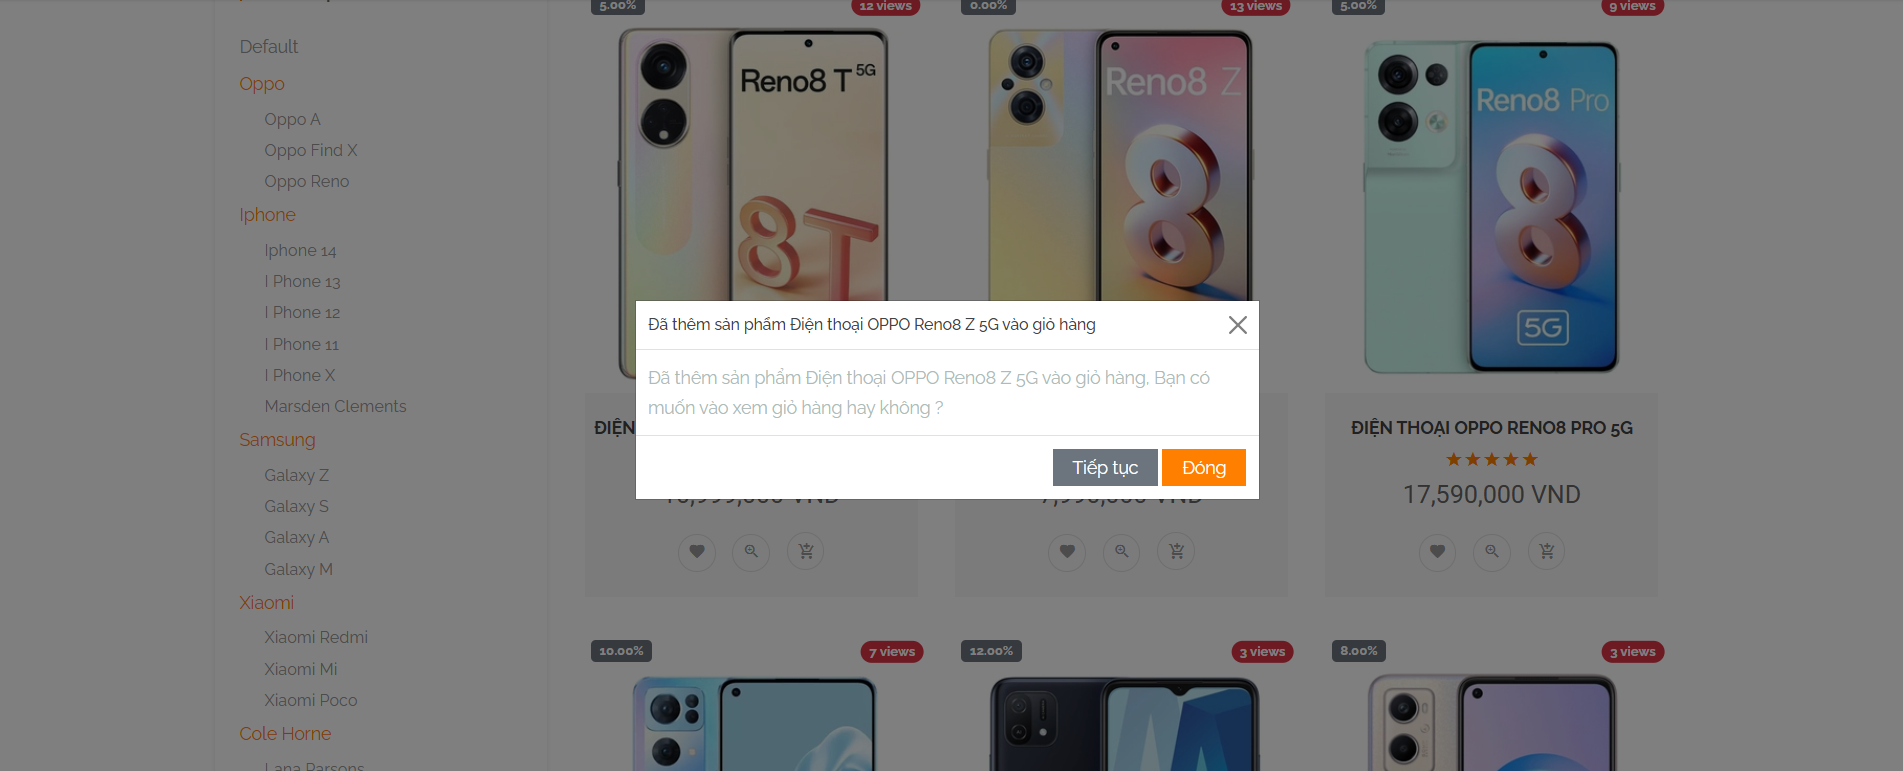 5.00%
12 views
0.00%
13 views
5.00%
9 views
Default
Oppo
Oppo A
Oppo Find X
Oppo Reno
Iphone
Iphone 14
I Phone 13
I Phone 12
I Phone 11
I Phone X
Marsden Clements
Samsung
Galaxy Z
Galaxy S
Galaxy A
Galaxy M
Xiaomi
Xiaomi Redmi
Xiaomi Mi
Xiaomi Poco
Cole Horne
Lana Parsons
Reno8 T 5G
8T
Reno8 Z
8
Reno8 Pro
8
5G
Đã thêm sản phẩm Điện thoại OPPO Reno8 Z 5G vào giỏ hàng
Đã thêm sản phẩm Điện thoại OPPO Reno8 Z 5G vào giỏ hàng, Bạn có
muốn vào xem giỏ hàng hay không ?
Tiếp tục
Đóng
ĐIỆN THOẠI OPPO RENO8 PRO 5G
17,590,000 VND
10.00%
7 views
12.00%
3 views
8.00%
3 views